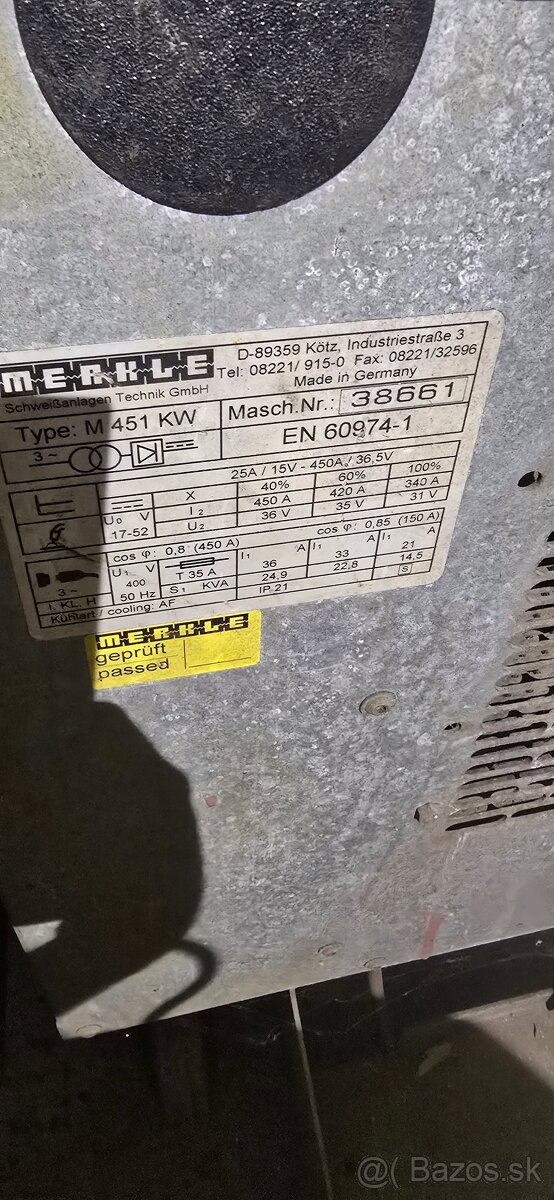 MERKLE
Schweißanlagen Technik GmbH
D-89359 Kötz, Industriestraße 3
Tel: 08221/ 915-0 Fax: 08221/32596
Made in Germany
Type: M 451 KW
Masch.Nr.: 38661
3~
EN 60974-1
25A / 15V - 450A / 36,5V
X 40% 60% 100%
U₀ V I₂ 450 A 420 A 340 A
17-52 U₂ 36 V 35 V 31 V
cos φ: 0,8 (450 A) cos φ: 0,85 (150 A)
U₁ V I₁ A I₁ A I₁ A
400 T 35 A 36 33 21
3~ 50 Hz S₁ KVA 24,9 22,8 14,5
I. KL. H IP 21 S
Kühlart / cooling: AF
MERKLE
geprüft
passed
@( Bazos.sk